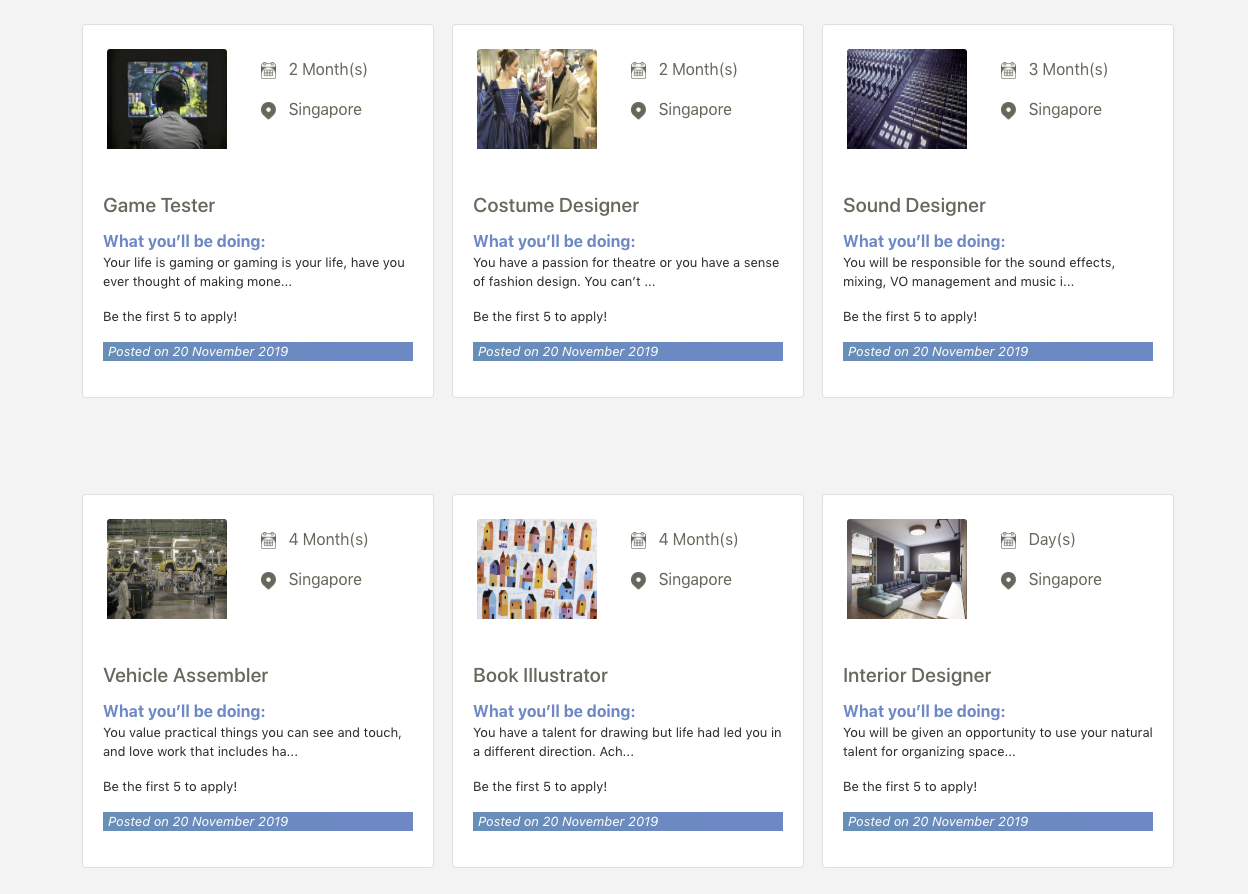 2 Month(s)
Singapore
Game Tester
What you’ll be doing:
Your life is gaming or gaming is your life, have you
ever thought of making mone...
Be the first 5 to apply!
Posted on 20 November 2019
2 Month(s)
Singapore
Costume Designer
What you’ll be doing:
You have a passion for theatre or you have a sense
of fashion design. You can’t ...
Be the first 5 to apply!
Posted on 20 November 2019
3 Month(s)
Singapore
Sound Designer
What you’ll be doing:
You will be responsible for the sound effects,
mixing, VO management and music i...
Be the first 5 to apply!
Posted on 20 November 2019
4 Month(s)
Singapore
Vehicle Assembler
What you’ll be doing:
You value practical things you can see and touch,
and love work that includes ha...
Be the first 5 to apply!
Posted on 20 November 2019
4 Month(s)
Singapore
Book Illustrator
What you’ll be doing:
You have a talent for drawing but life had led you in
a different direction. Ach...
Be the first 5 to apply!
Posted on 20 November 2019
Day(s)
Singapore
Interior Designer
What you’ll be doing:
You will be given an opportunity to use your natural
talent for organizing space...
Be the first 5 to apply!
Posted on 20 November 2019